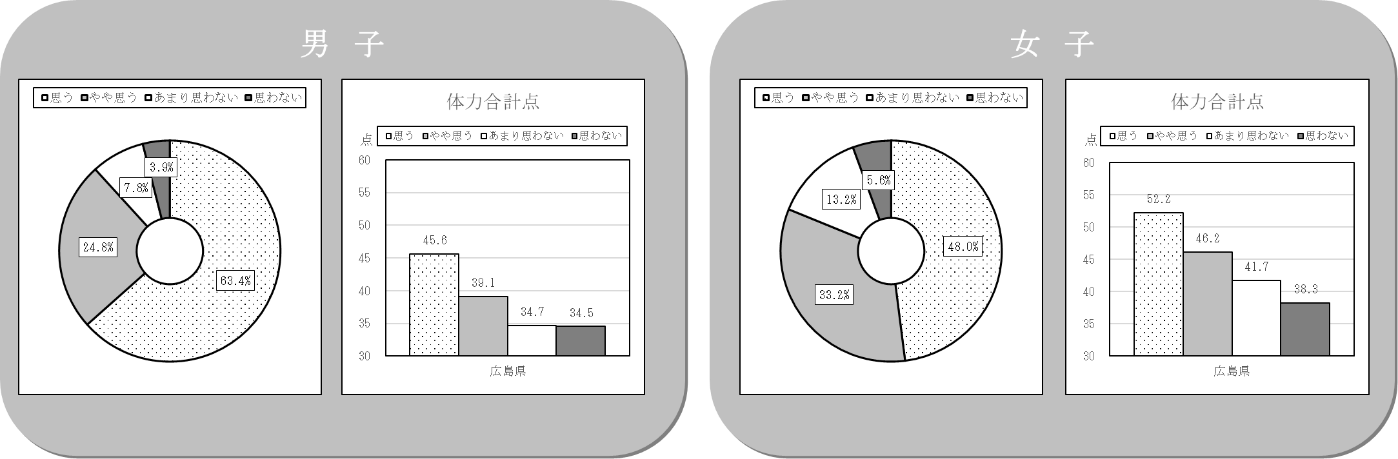 男 子
思う やや思う あまり思わない 思わない
3.9%
7.8%
24.8%
63.4%
体力合計点
点
思う やや思う あまり思わない 思わない
60
55
50
45
40
35
30
45.6
39.1
34.7
34.5
広島県
女 子
思う やや思う あまり思わない 思わない
5.6%
13.2%
48.0%
33.2%
体力合計点
点
思う やや思う あまり思わない 思わない
60
55
50
45
40
35
30
52.2
46.2
41.7
38.3
広島県